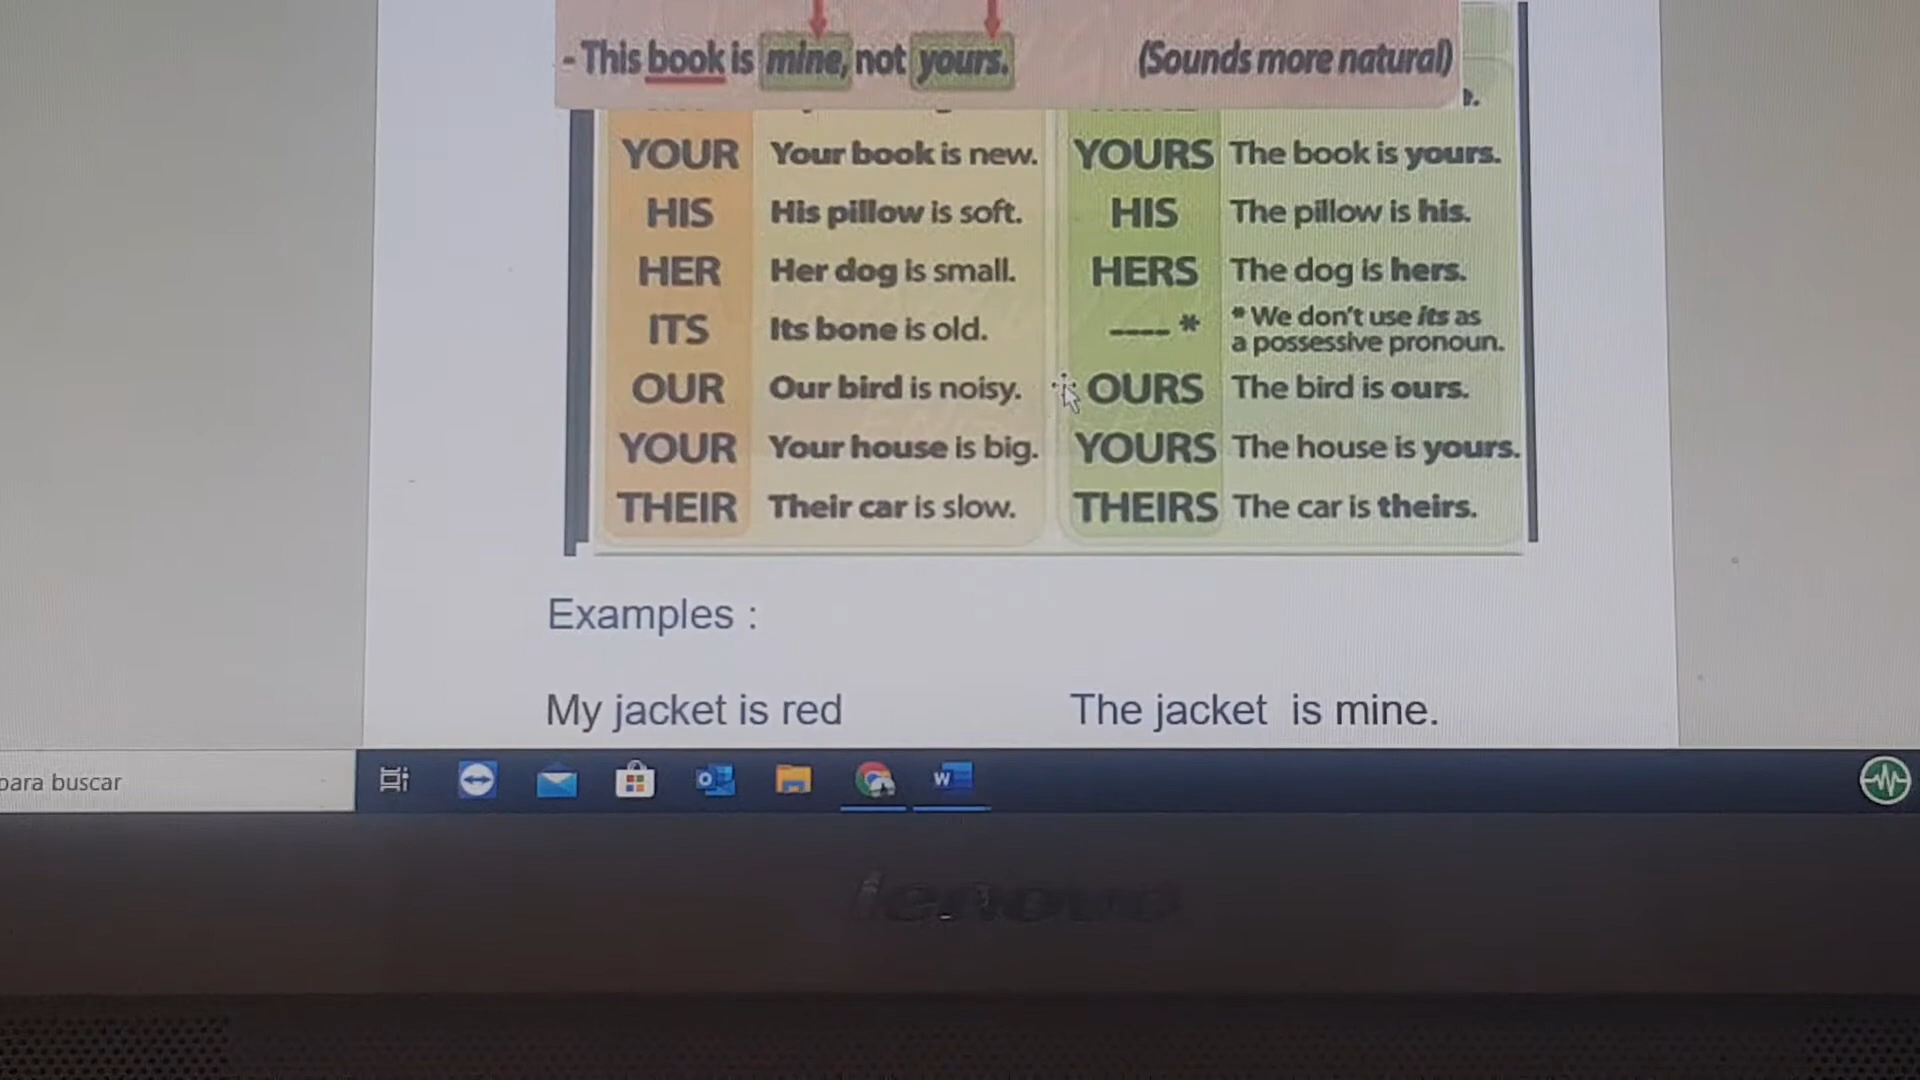 - This book is mine, not yours. (Sounds more natural)
YOUR Your book is new. YOURS The book is yours.
HIS His pillow is soft. HIS The pillow is his.
HER Her dog is small. HERS The dog is hers.
ITS Its bone is old. ---- * * We don't use its as
a possessive pronoun.
OUR Our bird is noisy. OURS The bird is ours.
YOUR Your house is big. YOURS The house is yours.
THEIR Their car is slow. THEIRS The car is theirs.
Examples :
My jacket is red The jacket is mine.
para buscar
lenovo